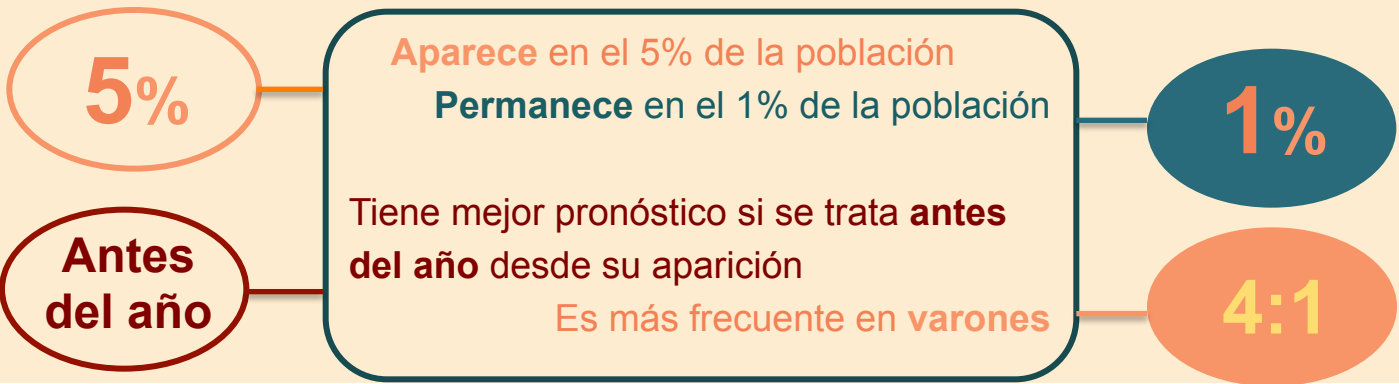 5%
Aparece en el 5% de la población
Permanece en el 1% de la población
1%
Antes
del año
Tiene mejor pronóstico si se trata antes
del año desde su aparición
Es más frecuente en varones
4:1